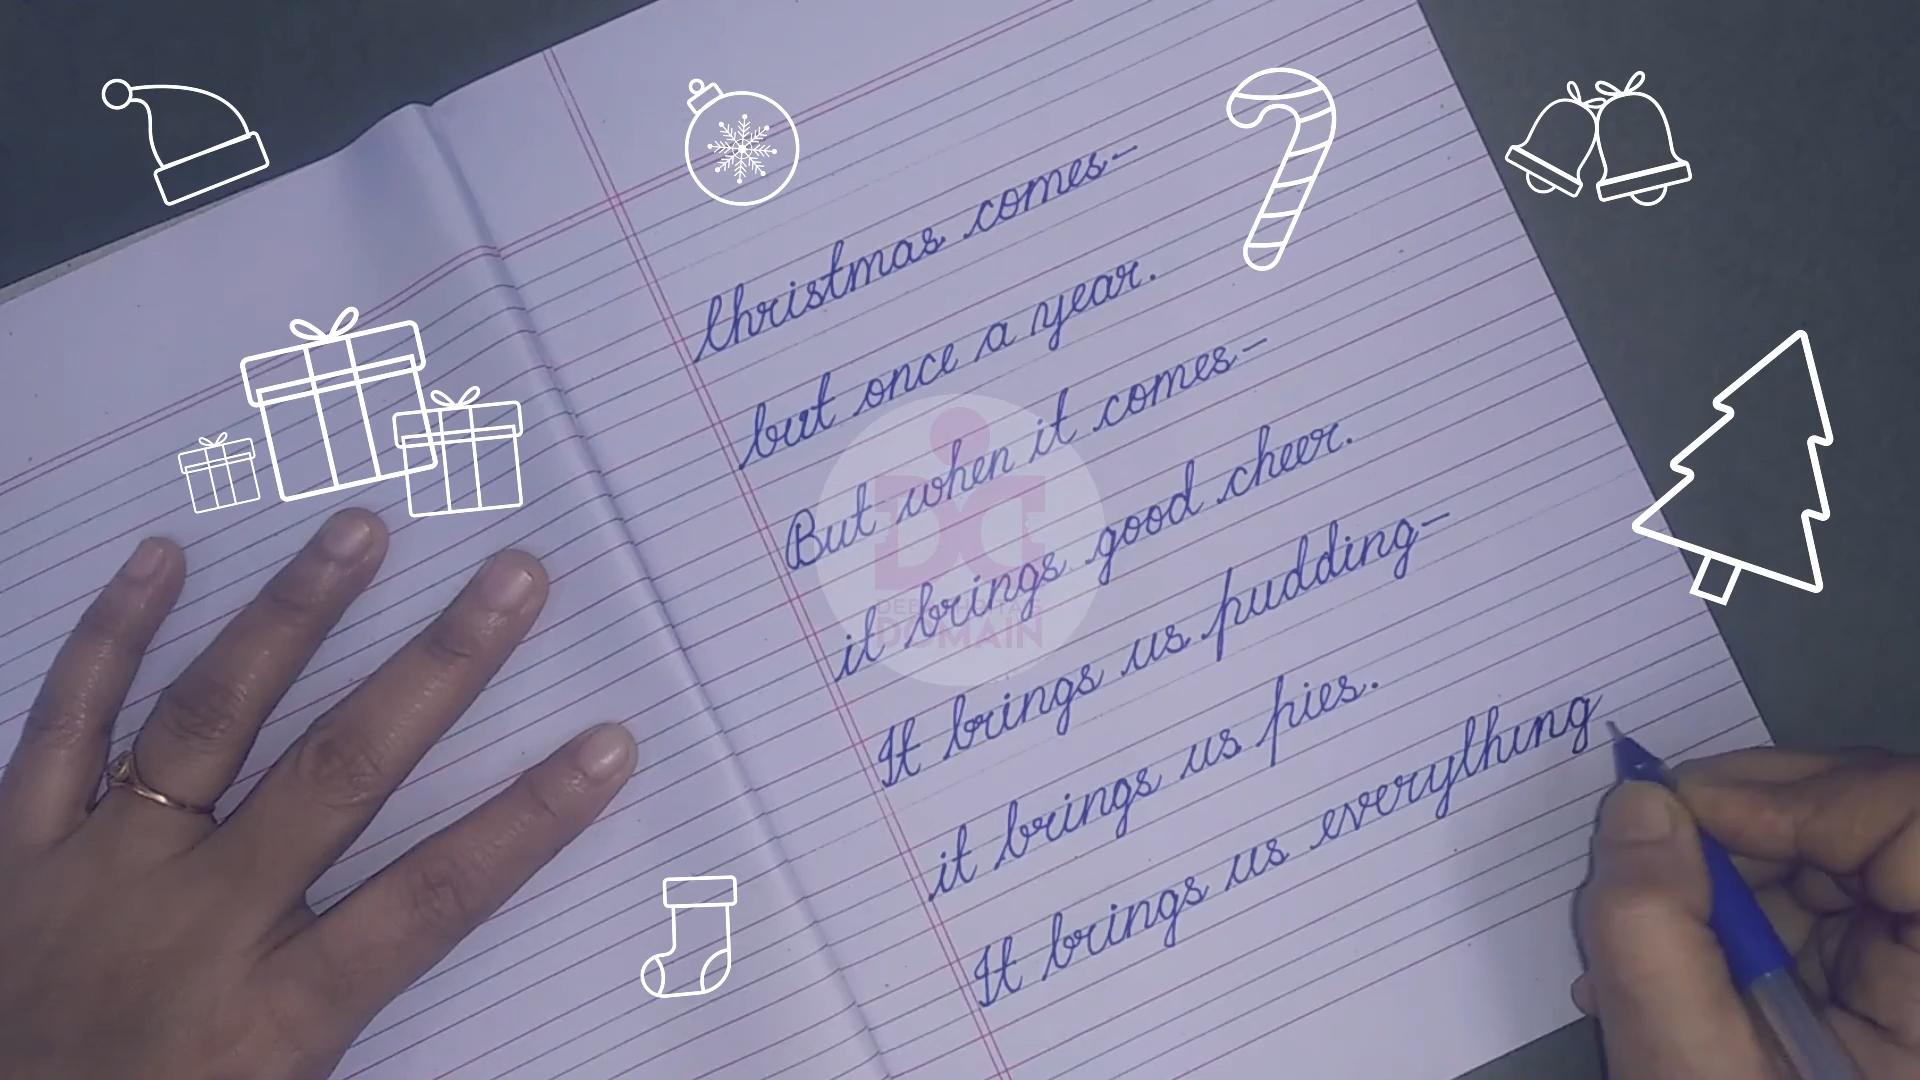 Christmas comes-
but once a year.
But when it comes-
it brings good cheer.
It brings us pudding-
it brings us pies.
It brings us everything
DOMAIN